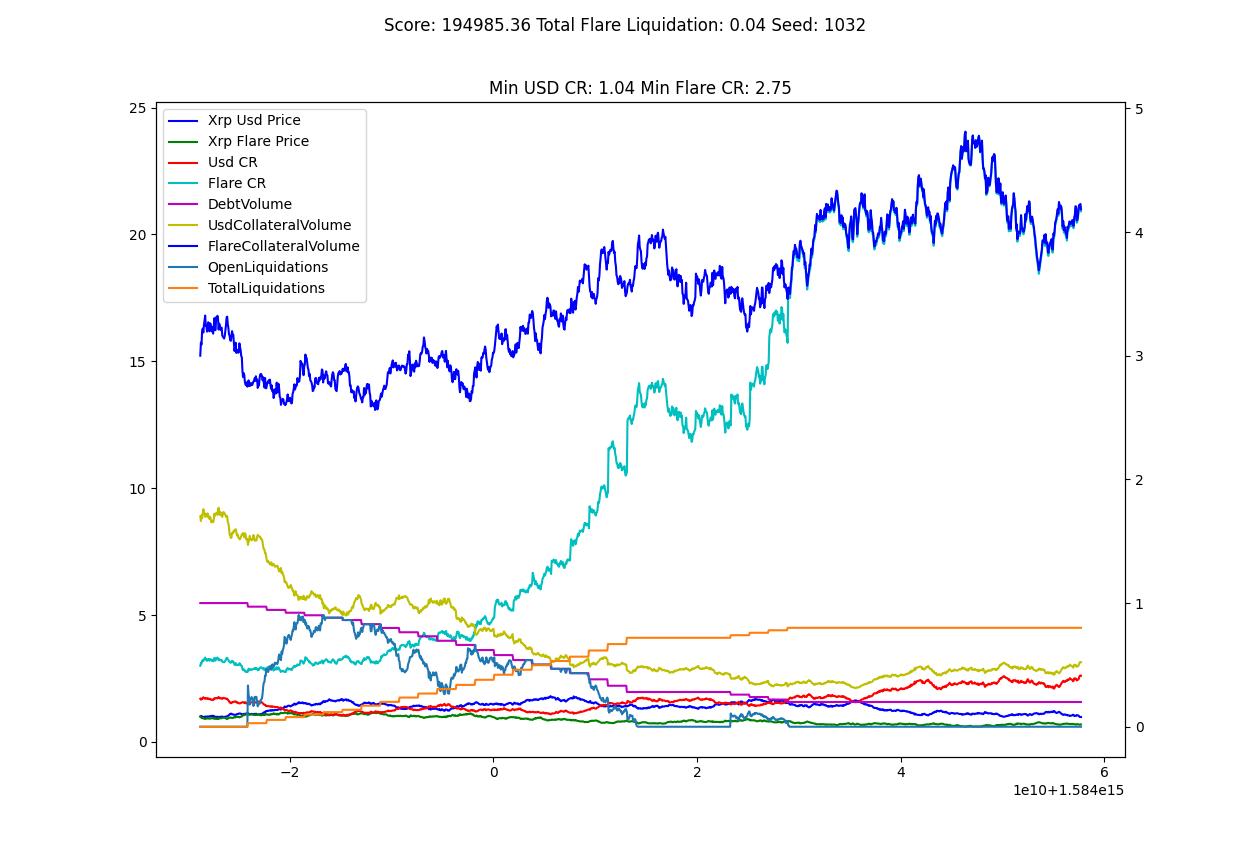 Score: 194985.36 Total Flare Liquidation: 0.04 Seed: 1032
Min USD CR: 1.04 Min Flare CR: 2.75
Xrp Usd Price
Xrp Flare Price
Usd CR
Flare CR
DebtVolume
UsdCollateralVolume
FlareCollateralVolume
OpenLiquidations
TotalLiquidations
25
20
15
10
5
0
5
4
3
2
1
0
−2
0
2
4
6
1e10+1.584e15